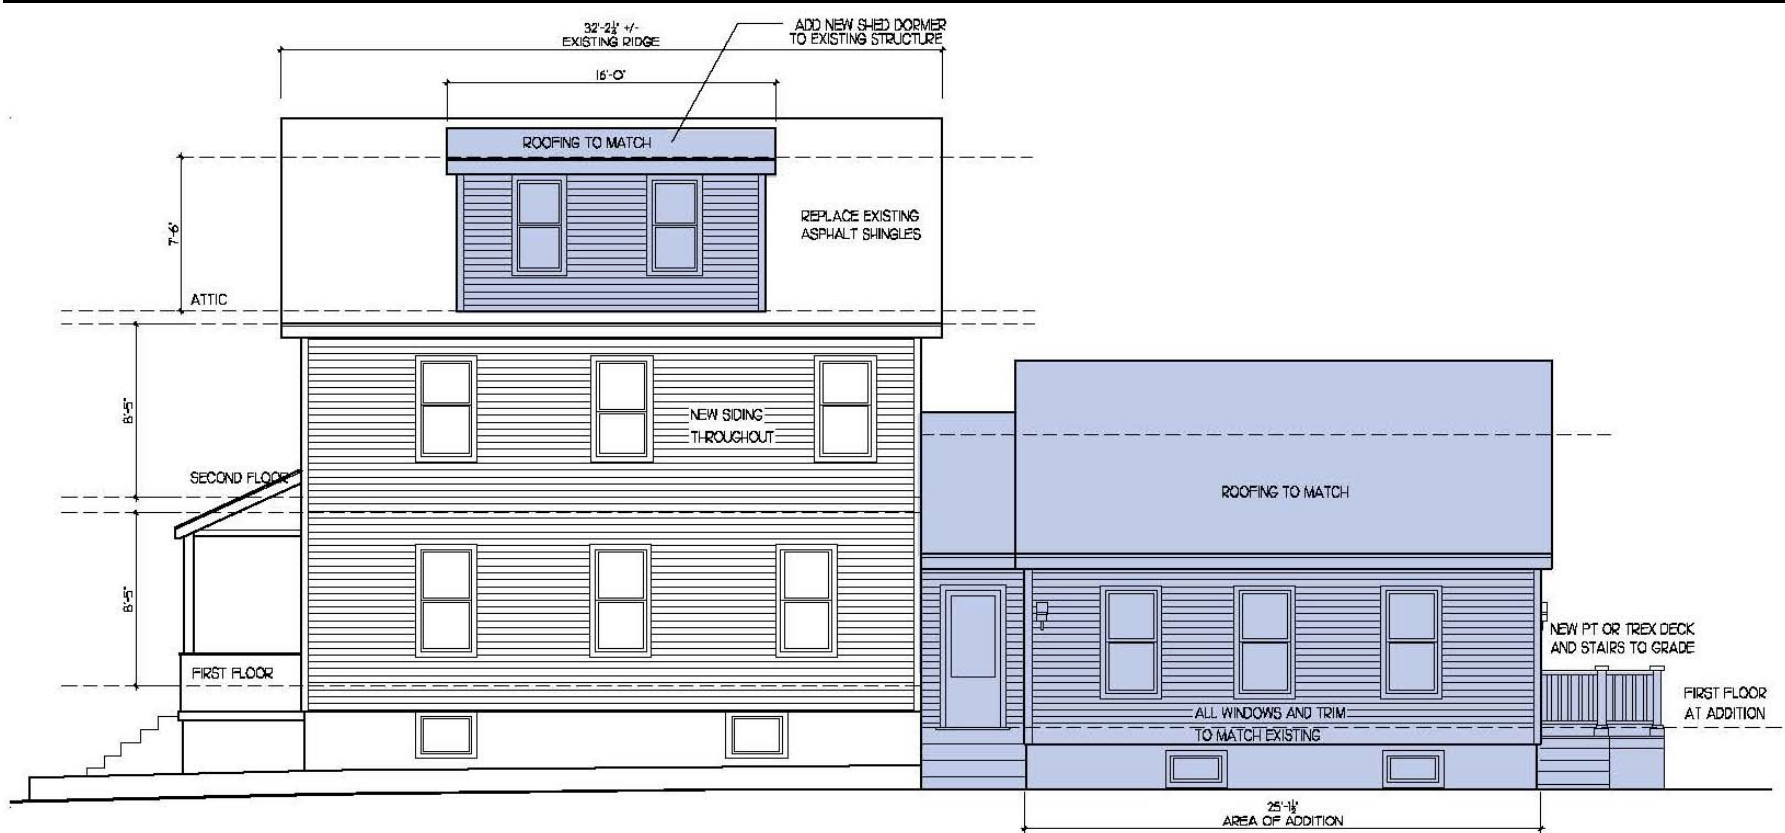 32'-2½" +/-
EXISTING RIDGE
ADD NEW SHED DORMER
TO EXISTING STRUCTURE
16'-0"
ROOFING TO MATCH
7'-6"
REPLACE EXISTING
ASPHALT SHINGLES
ATTIC
8'-5"
NEW SIDING
THROUGHOUT
SECOND FLOOR
ROOFING TO MATCH
8'-5"
FIRST FLOOR
NEW PT OR TREX DECK
AND STAIRS TO GRADE
FIRST FLOOR
AT ADDITION
ALL WINDOWS AND TRIM
TO MATCH EXISTING
25'-1½"
AREA OF ADDITION